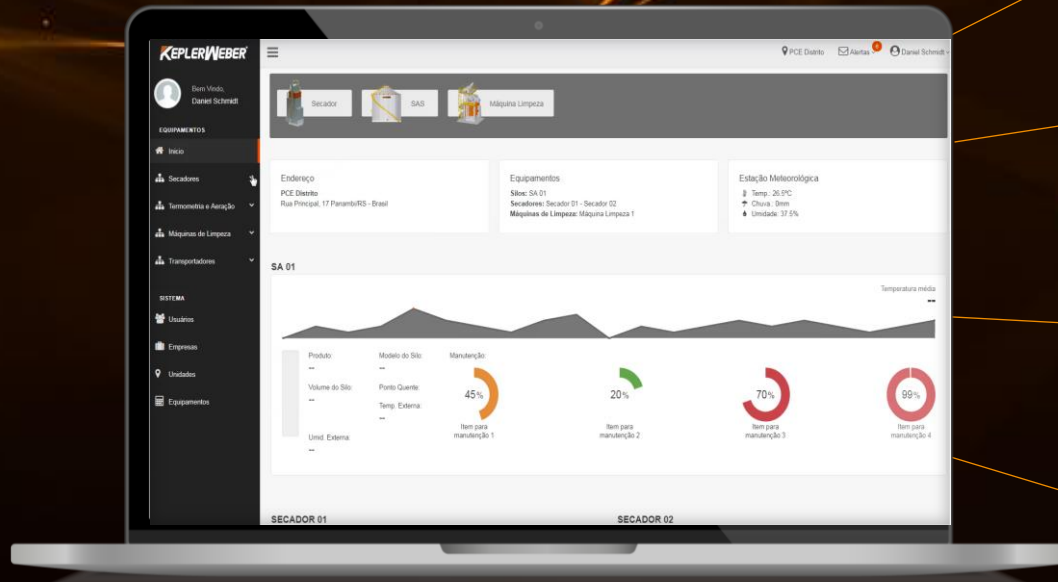 KEPLERWEBER
PCE Distrito
Alertas
Daniel Schmidt
Bem Vindo,
Daniel Schmidt
EQUIPAMENTOS
Início
Secadores
Termometria e Aeração
Máquinas de Limpeza
Transportadores
SISTEMA
Usuários
Empresas
Unidades
Equipamentos
Secador
SAS
Máquina Limpeza
Endereço
PCE Distrito
Rua Principal, 17 Panambi/RS - Brasil
Equipamentos
Silos: SA 01
Secadores: Secador 01 - Secador 02
Máquinas de Limpeza: Máquina Limpeza 1
Estação Meteorológica
Temp.: 26.5ºC
Chuva.: 0mm
Umidade: 37.5%
SA 01
Temperatura média
--
Produto:
--
Volume do Silo:
--
Umid. Externa:
--
Modelo do Silo:
--
Ponto Quente:
Temp. Externa:
--
Manutenção:
45%
Item para
manutenção 1
20%
Item para
manutenção 2
70%
Item para
manutenção 3
99%
Item para
manutenção 4
SECADOR 01
SECADOR 02